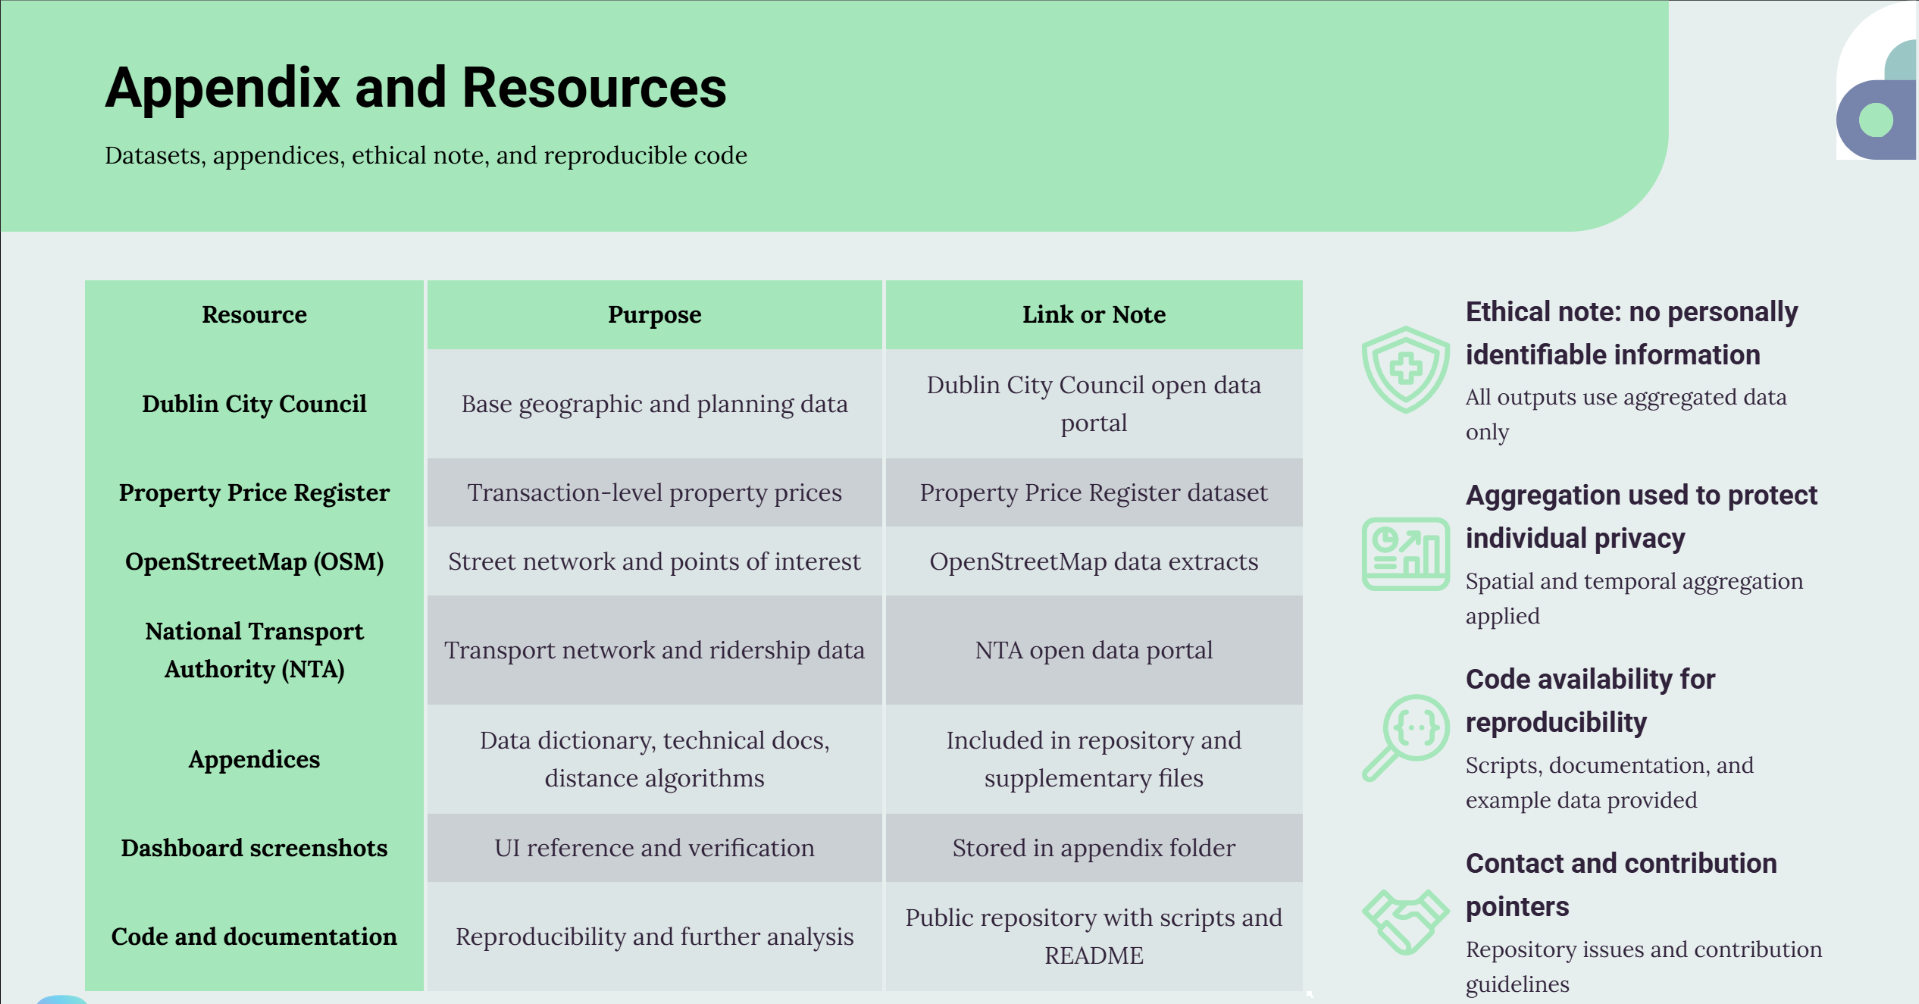 Appendix and Resources
Datasets, appendices, ethical note, and reproducible code
Resource
Purpose
Link or Note
Dublin City Council
Base geographic and planning data
Dublin City Council open data
portal
Property Price Register
Transaction-level property prices
Property Price Register dataset
OpenStreetMap (OSM)
Street network and points of interest
OpenStreetMap data extracts
National Transport
Authority (NTA)
Transport network and ridership data
NTA open data portal
Appendices
Data dictionary, technical docs,
distance algorithms
Included in repository and
supplementary files
Dashboard screenshots
UI reference and verification
Stored in appendix folder
Code and documentation
Reproducibility and further analysis
Public repository with scripts and
README
Ethical note: no personally
identifiable information
All outputs use aggregated data
only
Aggregation used to protect
individual privacy
Spatial and temporal aggregation
applied
Code availability for
reproducibility
Scripts, documentation, and
example data provided
Contact and contribution
pointers
Repository issues and contribution
guidelines